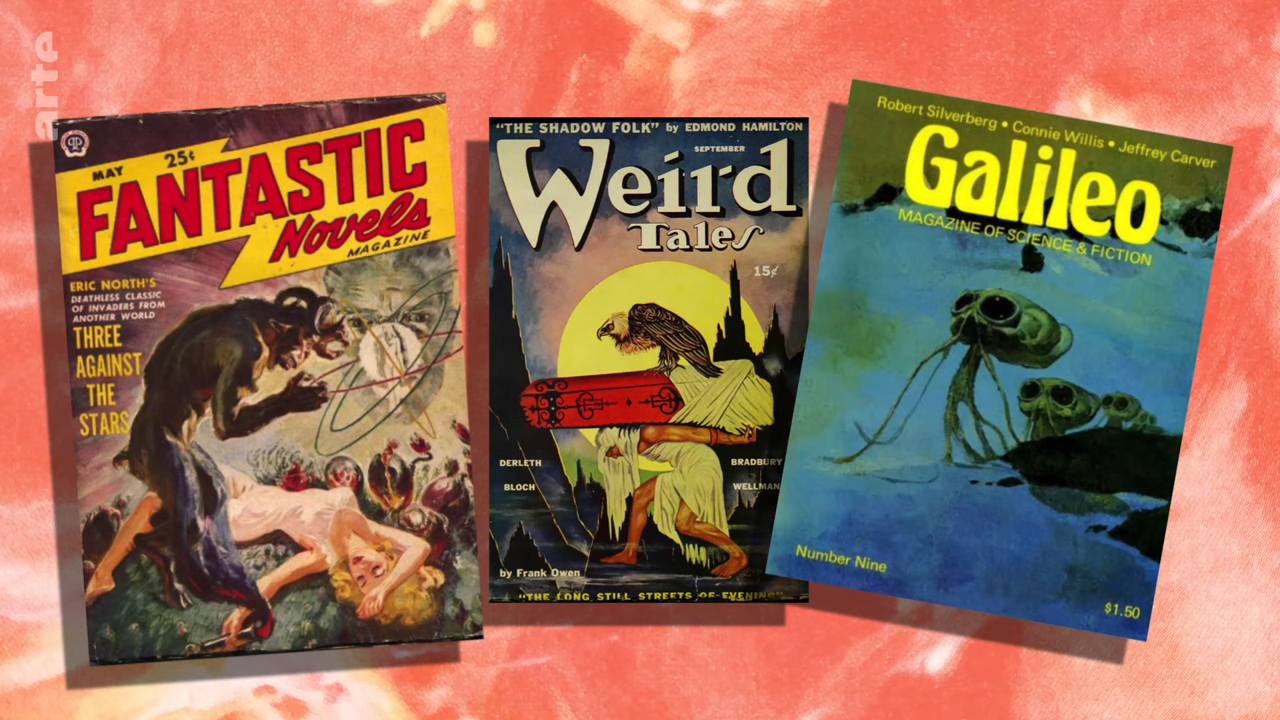 arte
MAY
25¢
FANTASTIC
Novels
MAGAZINE
ERIC NORTH'S
DEATHLESS CLASSIC
OF INVADERS FROM
ANOTHER WORLD
THREE
AGAINST
THE
STARS
"THE SHADOW FOLK" by EDMOND HAMILTON
SEPTEMBER
Weird
Tales
15¢
DERLETH
BRADBURY
BLOCH
WELLMAN
by Frank Owen
"THE LONG STILL STREETS OF EVENING"
Robert Silverberg • Connie Willis • Jeffrey Carver
Galileo
MAGAZINE OF SCIENCE & FICTION
Number Nine
$1.50